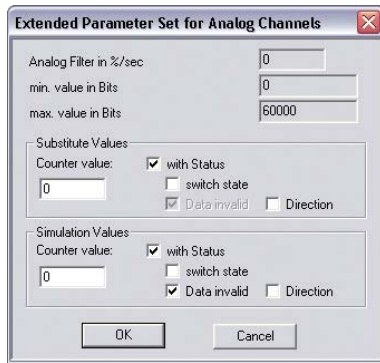 Extended Parameter Set for Analog Channels
Analog Filter in %/sec 0
min. value in Bits 0
max. value in Bits 60000
Substitute Values
Counter value: with Status
0 switch state
Data invalid Direction
Simulation Values
Counter value: with Status
0 switch state
Data invalid Direction
OK Cancel